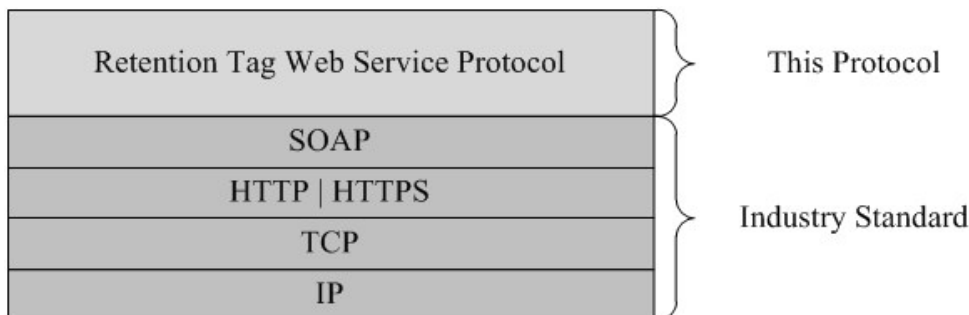 Retention Tag Web Service Protocol
This Protocol
SOAP
HTTP | HTTPS
Industry Standard
TCP
IP